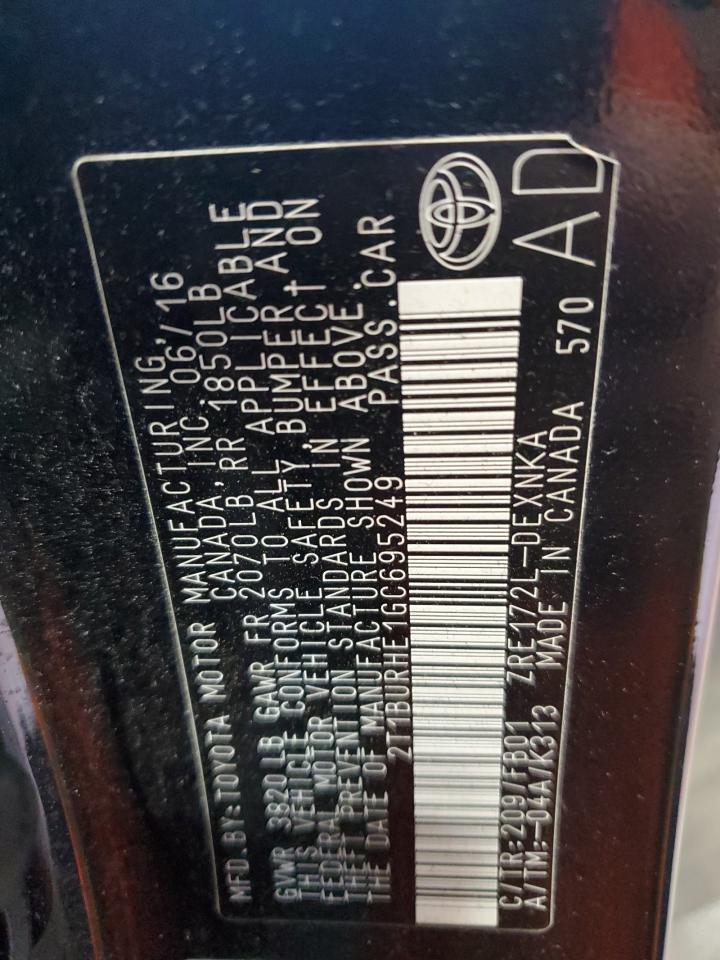 MFD.BY:TOYOTA MOTOR MANUFACTURING,
CANADA, INC. 06/16
GVWR 3820 LB GAWR FR 2070LB,RR 1850LB
THIS VEHICLE CONFORMS TO ALL APPLICABLE
FEDERAL MOTOR VEHICLE SAFETY,BUMPER,AND
THEFT PREVENTION STANDARDS IN EFFECT ON
THE DATE OF MANUFACTURE SHOWN ABOVE.
2T1BURHE1GC695249 PASS.CAR
C/TR:209/FB01 ZRE172L-DEXNKA
A/TM:-04A/K313 MADE IN CANADA 570
AD